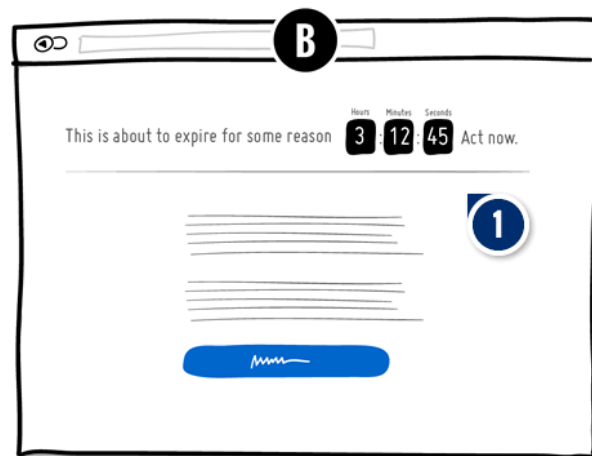 B
Hours Minutes Seconds
This is about to expire for some reason 3 : 12 : 45 Act now.
1